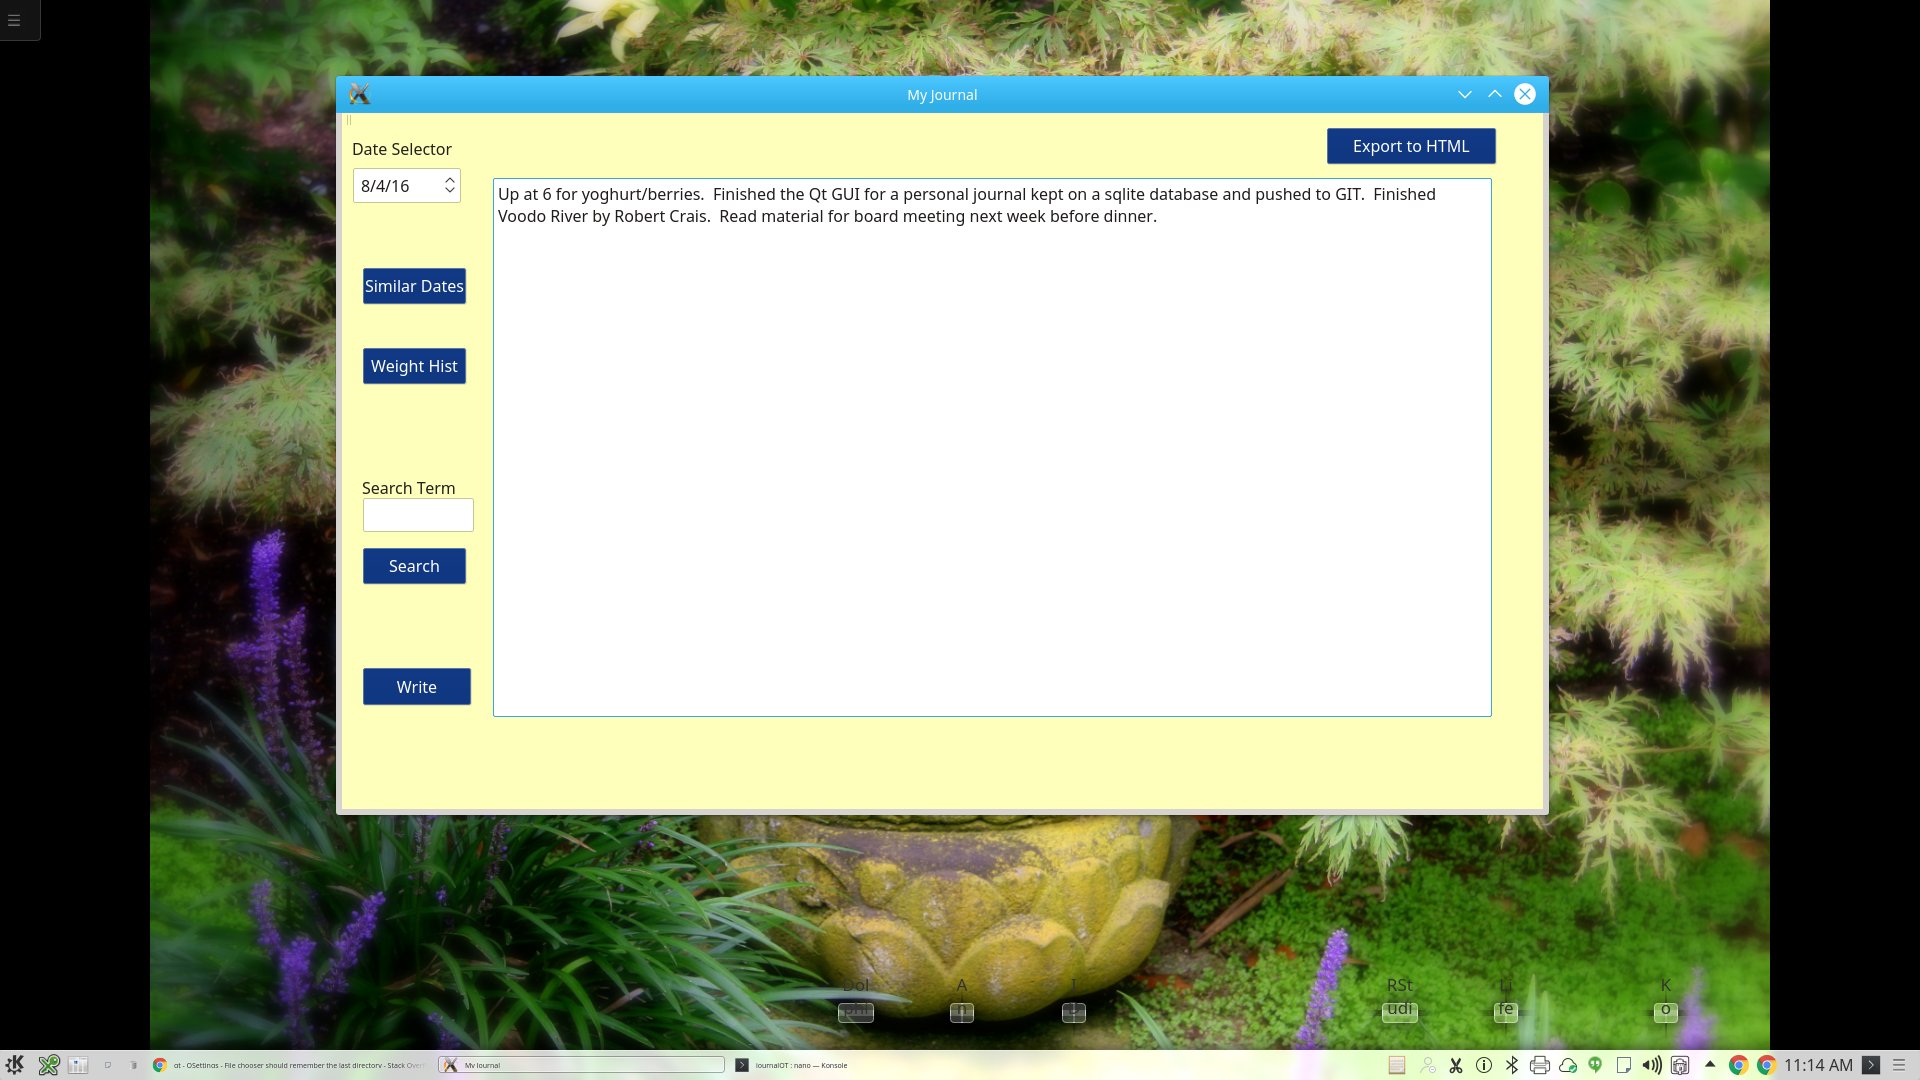 My Journal
Export to HTML
Date Selector
8/4/16
Up at 6 for yoghurt/berries.  Finished the Qt GUI for a personal journal kept on a sqlite database and pushed to GIT.  Finished
Voodo River by Robert Crais.  Read material for board meeting next week before dinner.
Similar Dates
Weight Hist
Search Term
Search
Write
Dol
A
I
RSt
udi
Li
fe
K
o
qt - QSettings - File chooser should remember the last directory - Stack Overf
My Journal
journalQT : nano — Konsole
11:14 AM